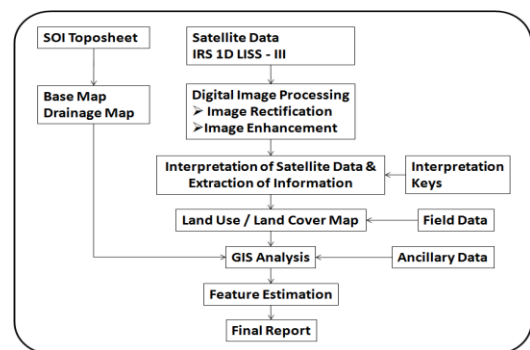 SOI Toposheet
Satellite Data
IRS 1D LISS - III
Base Map
Drainage Map
Digital Image Processing
➢ Image Rectification
➢Image Enhancement
Interpretation of Satellite Data &
Extraction of Information
Interpretation
Keys
Land Use / Land Cover Map
Field Data
GIS Analysis
Ancillary Data
Feature Estimation
Final Report